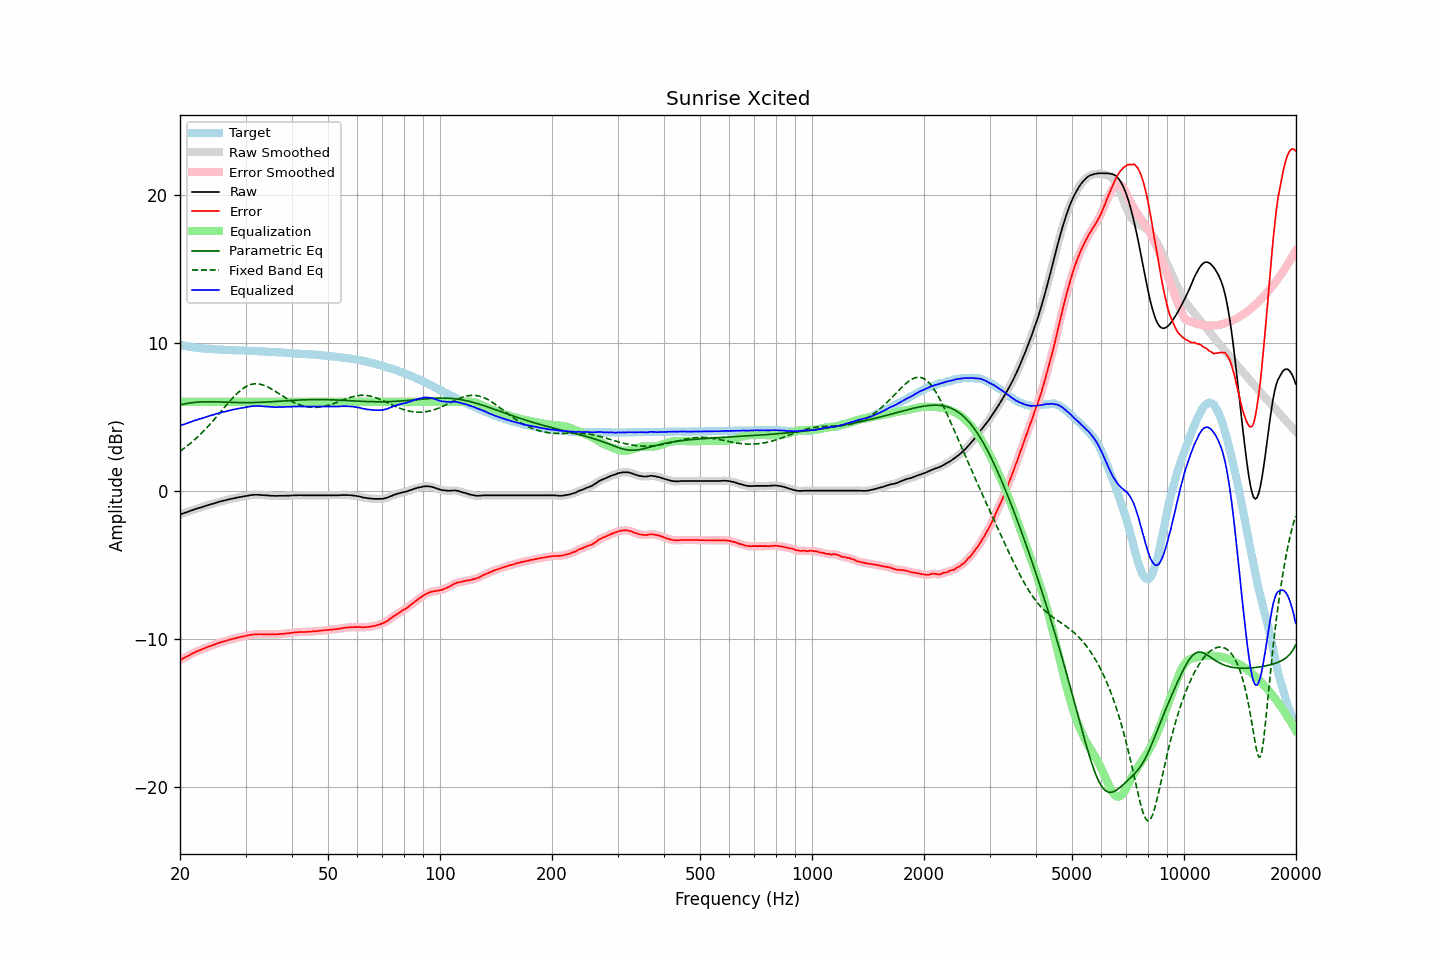 Sunrise Xcited
Target
Raw Smoothed
Error Smoothed
Raw
Error
Equalization
Parametric Eq
Fixed Band Eq
Equalized
20
10
0
−10
−20
Amplitude (dBr)
20
50
100
200
500
1000
2000
5000
10000
20000
Frequency (Hz)